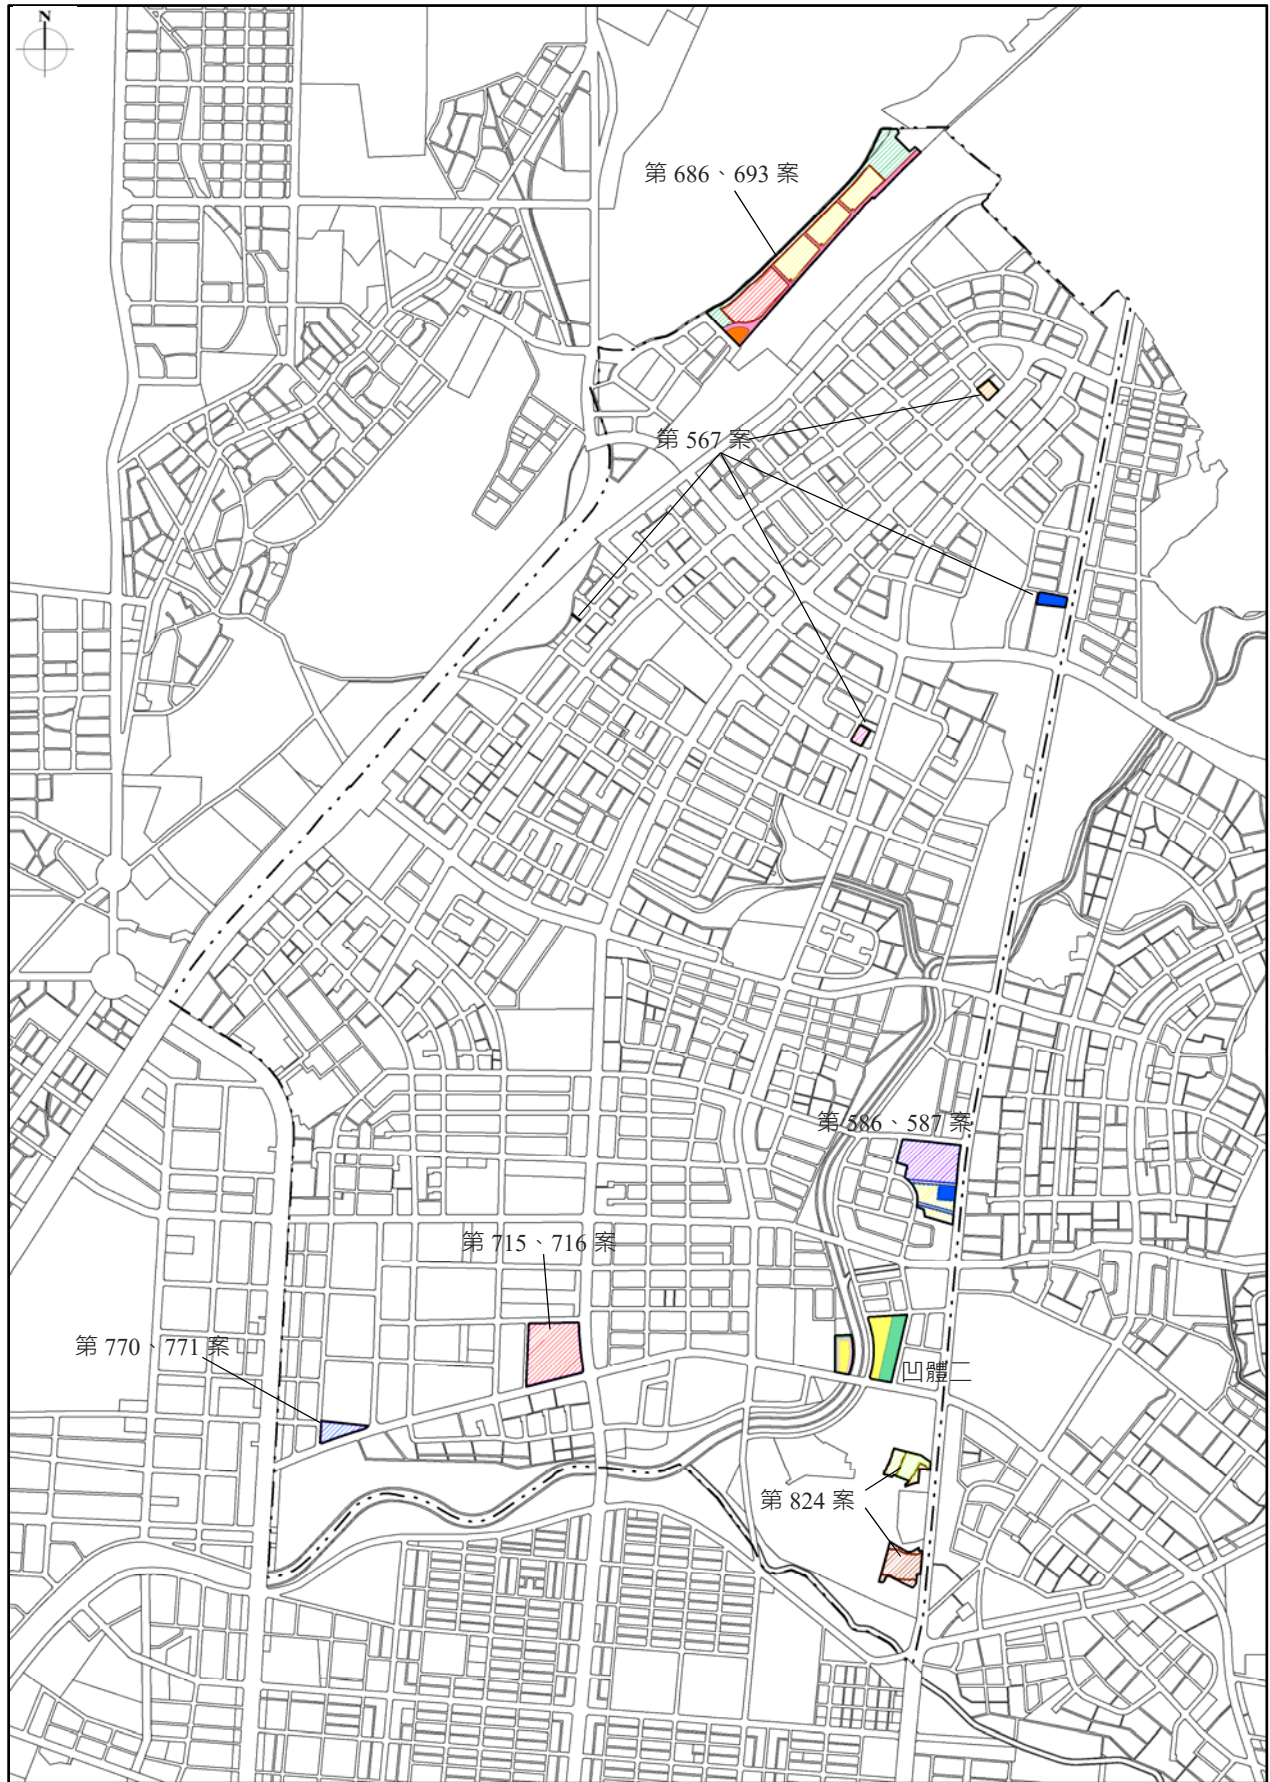 N
第 686、693 案
第 567 案
第 586、587 案
第 715、716 案
第 770、771 案
凹體二
第 824 案